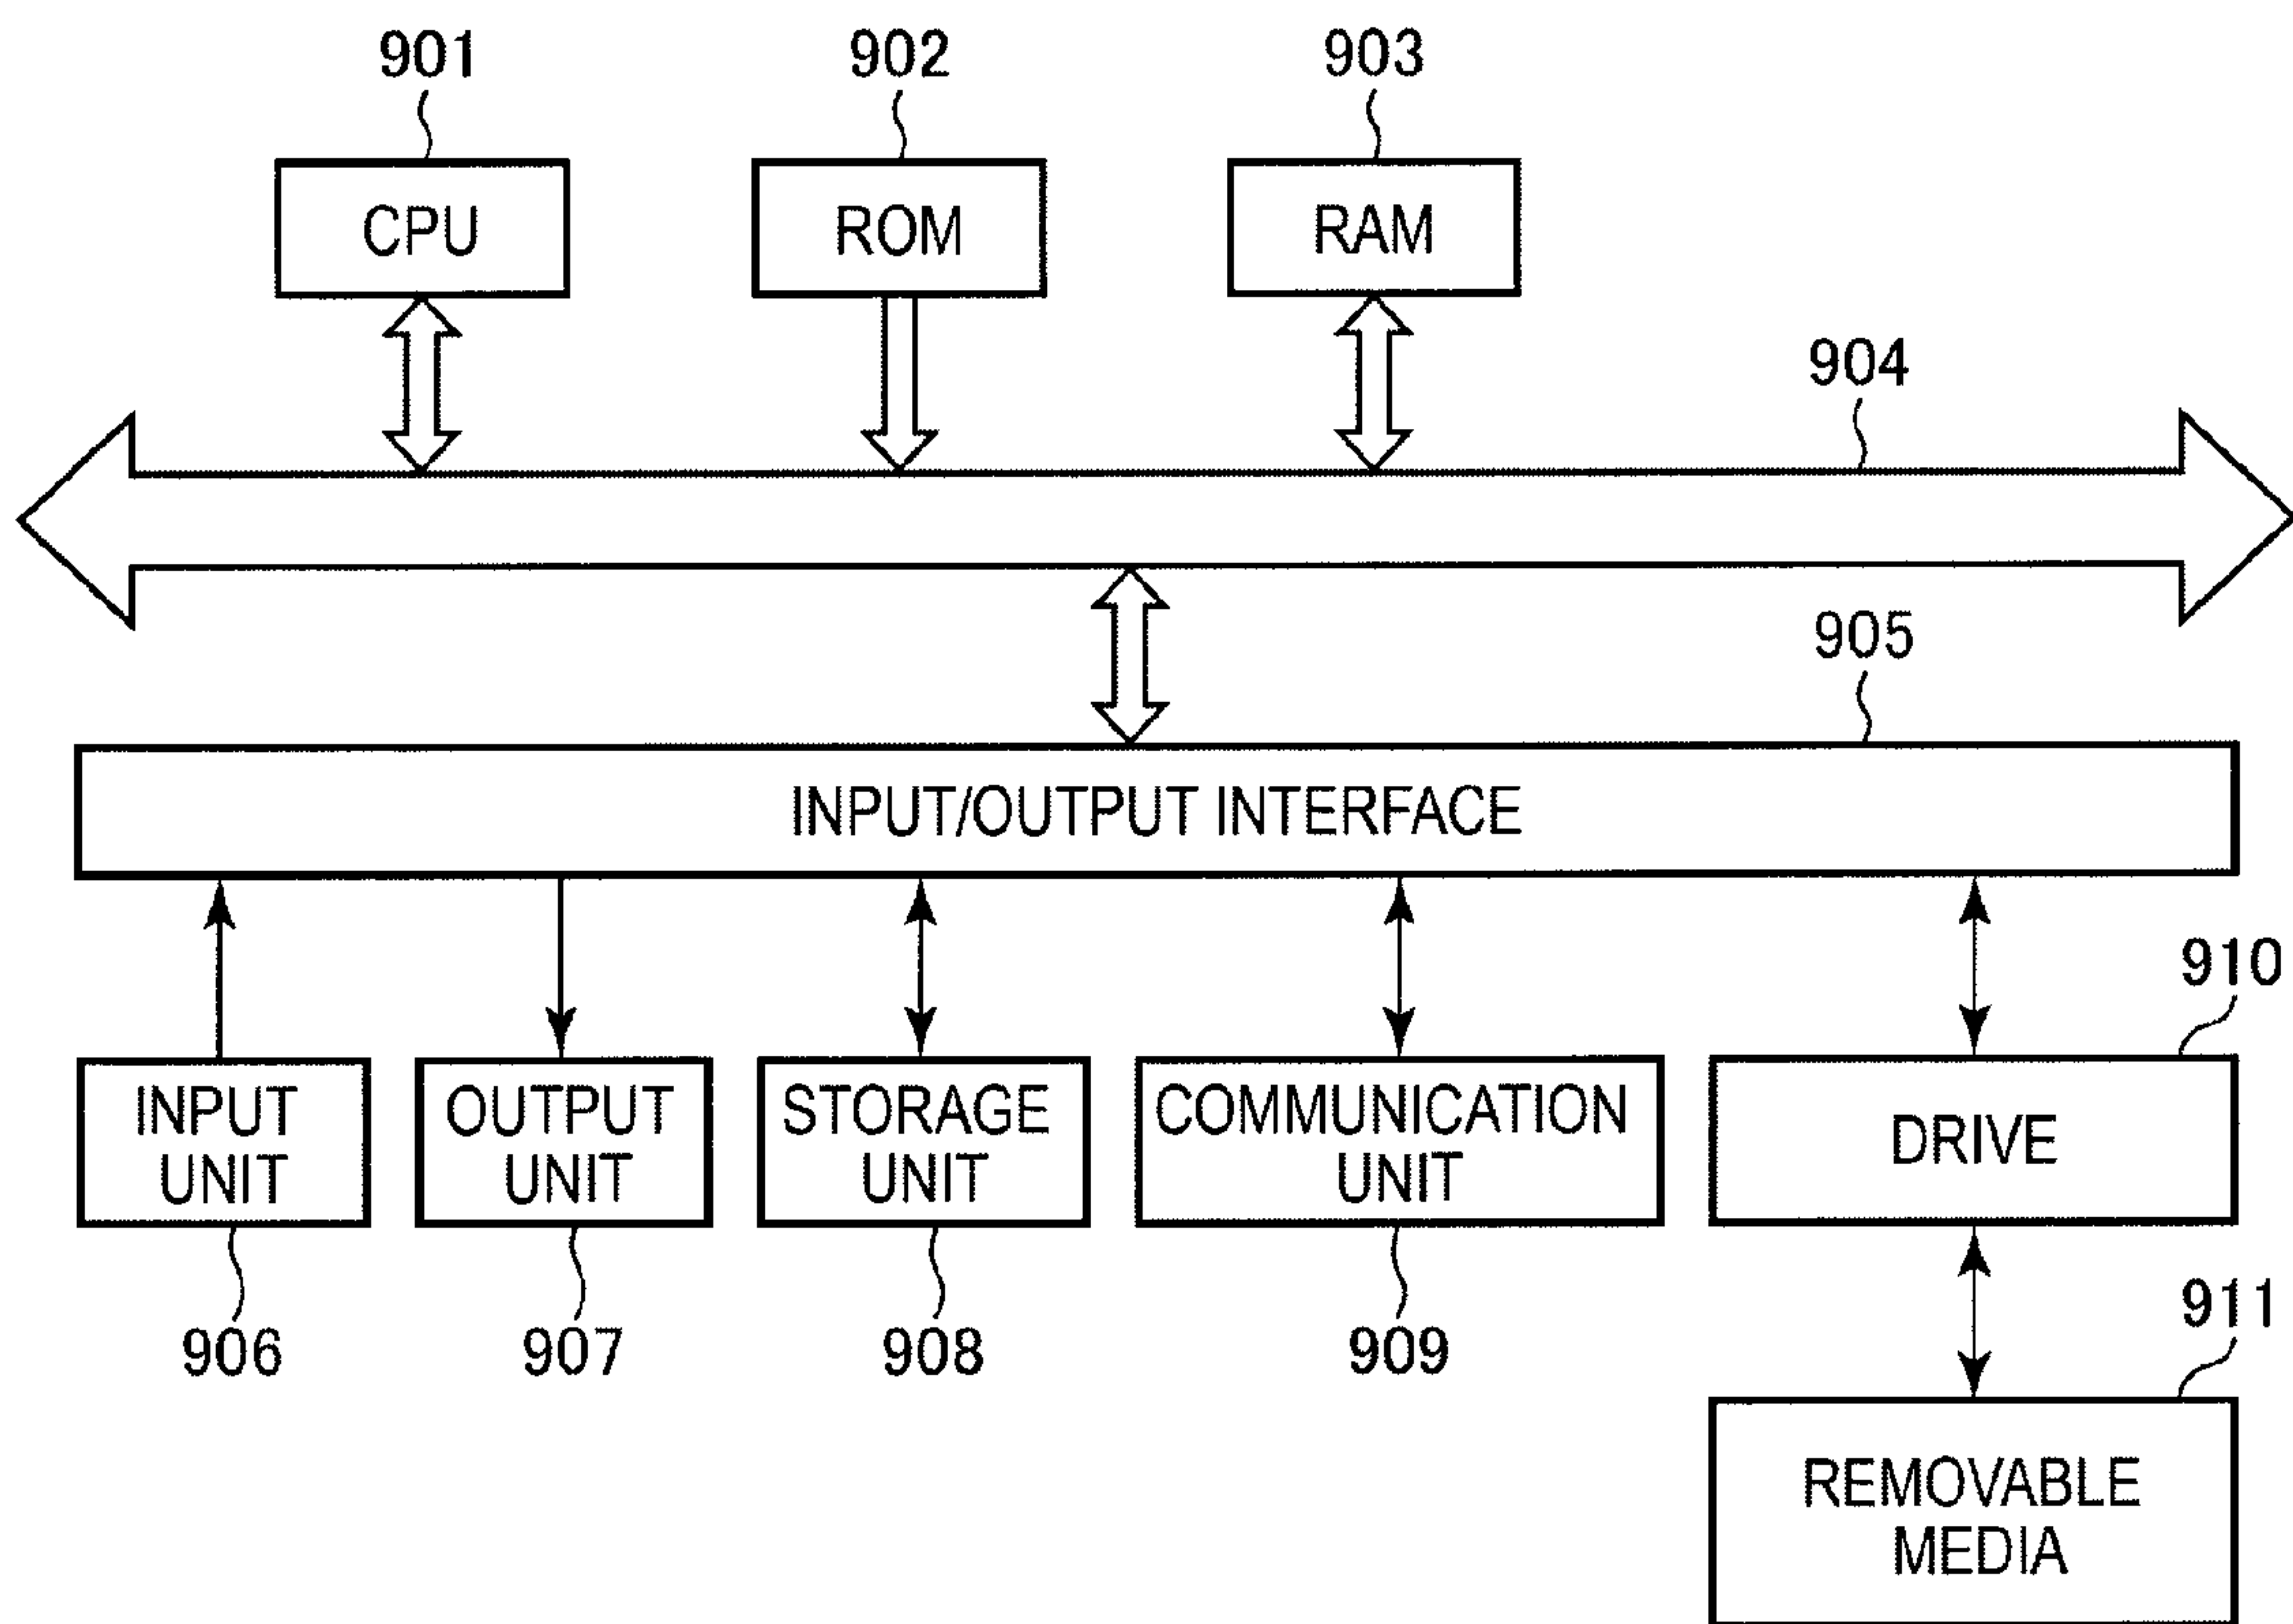 901
902
903
CPU
ROM
RAM
904
905
INPUT/OUTPUT INTERFACE
910
INPUT
UNIT
OUTPUT
UNIT
STORAGE
UNIT
COMMUNICATION
UNIT
DRIVE
906
907
908
909
911
REMOVABLE
MEDIA